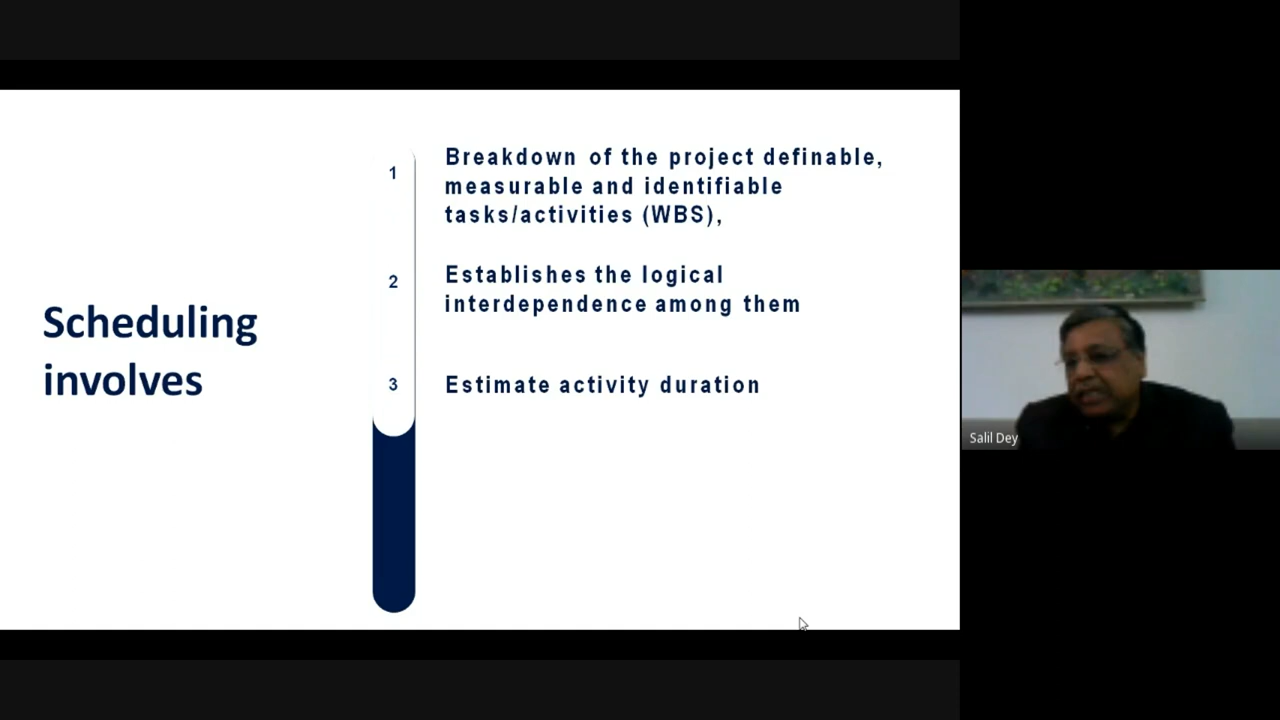 Scheduling
involves
1
Breakdown of the project definable,
measurable and identifiable
tasks/activities (WBS),
2
Establishes the logical
interdependence among them
3
Estimate activity duration
Salil Dey